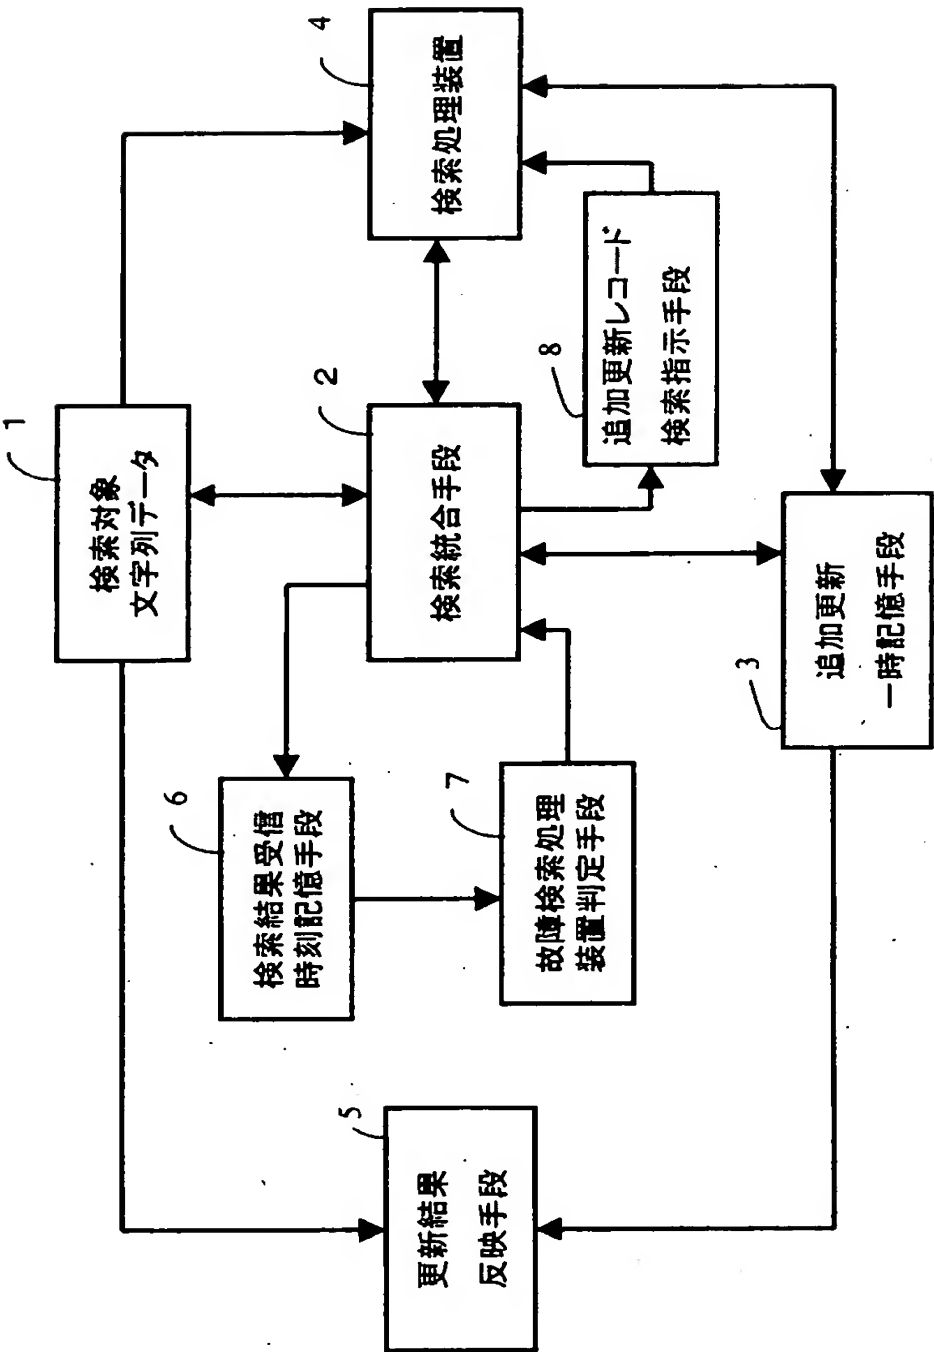 1
検索対象
文字列データ
2
検索統合手段
3
追加更新
一時記憶手段
4
検索処理装置
5
更新結果
反映手段
6
検索結果受信
時刻記憶手段
7
故障検索処理
装置判定手段
8
追加更新レコード
検索指示手段